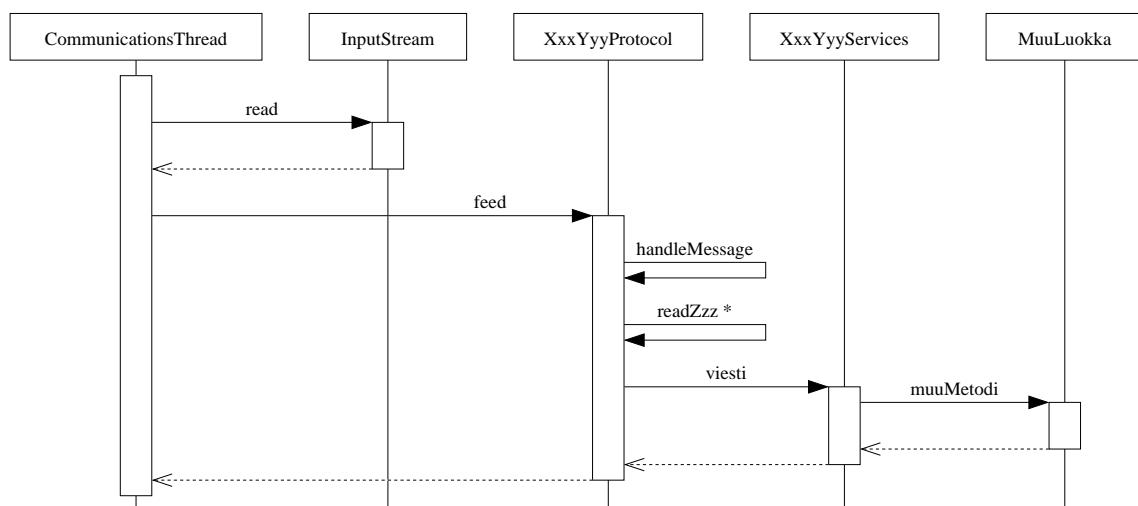 CommunicationsThread
InputStream
XxxYyyProtocol
XxxYyyServices
MuuLuokka
read
feed
handleMessage
readZzz *
viesti
muuMetodi